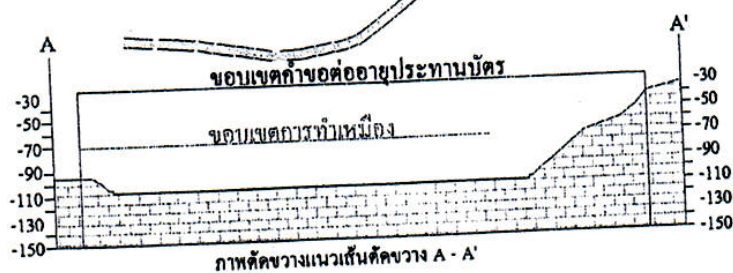 A A'
ขอบเขตคำขอต่ออายุประทานบัตร
ขอบเขตการทำเหมือง
-30 -30
-50 -50
-70 -70
-90 -90
-110 -110
-130 -130
-150 -150
ภาพตัดขวางแนวเส้นตัดขวาง A - A'